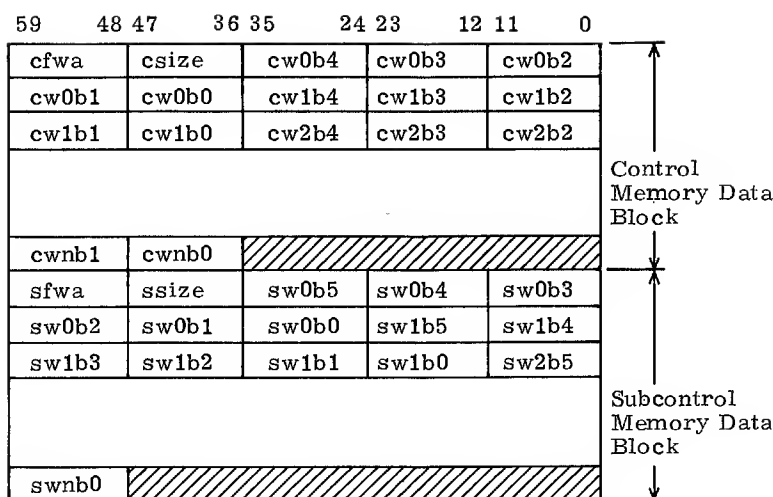 59 48 47 36 35 24 23 12 11 0
cfwa csize cw0b4 cw0b3 cw0b2
cw0b1 cw0b0 cw1b4 cw1b3 cw1b2
cw1b1 cw1b0 cw2b4 cw2b3 cw2b2
Control
Memory Data
Block
cwnb1 cwnb0
sfwa ssize sw0b5 sw0b4 sw0b3
sw0b2 sw0b1 sw0b0 sw1b5 sw1b4
sw1b3 sw1b2 sw1b1 sw1b0 sw2b5
Subcontrol
Memory Data
Block
swnb0